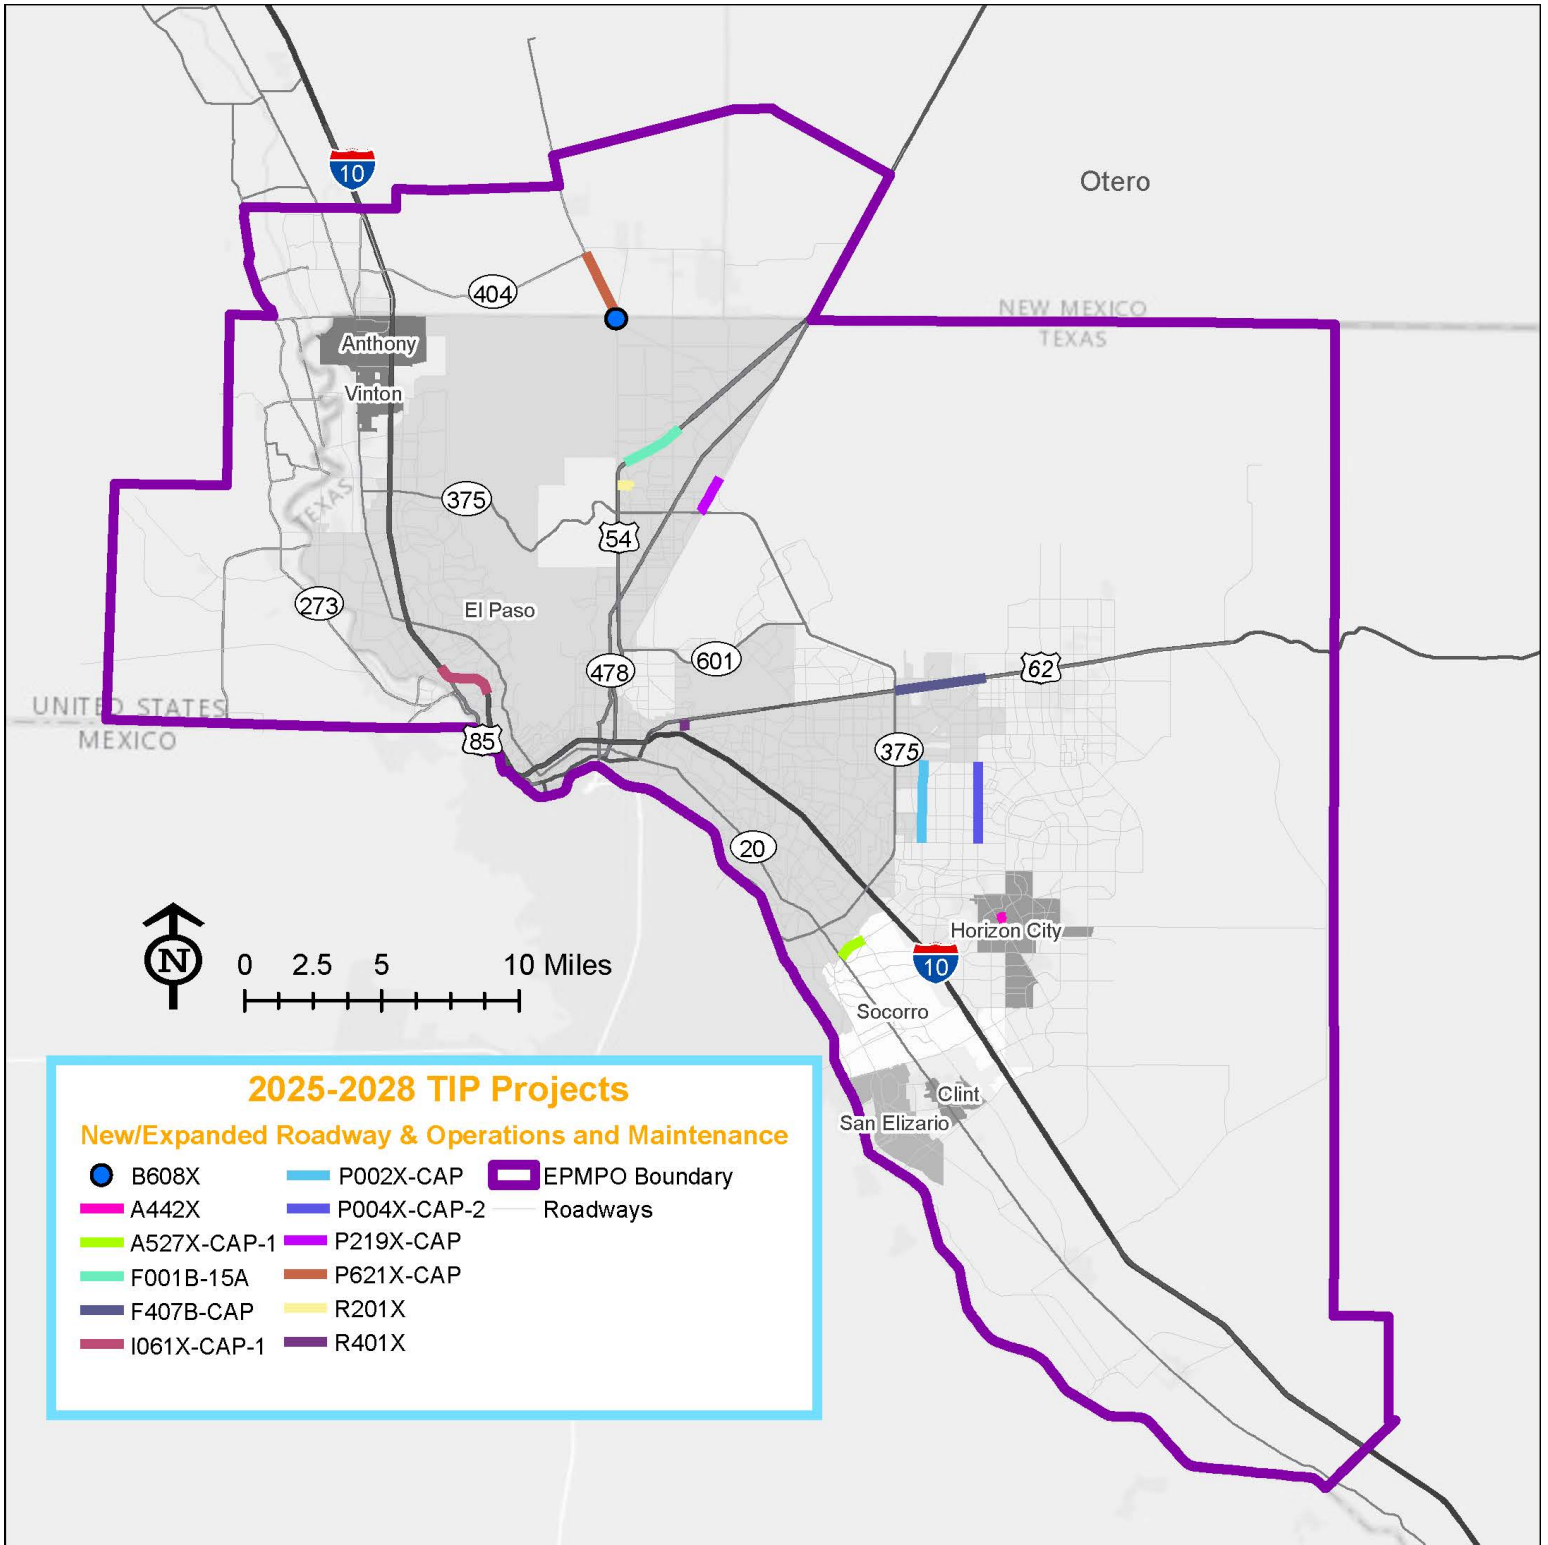 10
Otero
404
NEW MEXICO
TEXAS
Anthony
Vinton
375
TEXAS
54
273
El Paso
478
601
62
UNITED STATES
MEXICO
85
375
20
Horizon City
N
0 2.5 5 10 Miles
10
Socorro
Clint
San Elizario
2025-2028 TIP Projects
New/Expanded Roadway & Operations and Maintenance
B608X P002X-CAP EPMPO Boundary
A442X P004X-CAP-2 Roadways
A527X-CAP-1 P219X-CAP
F001B-15A P621X-CAP
F407B-CAP R201X
I061X-CAP-1 R401X